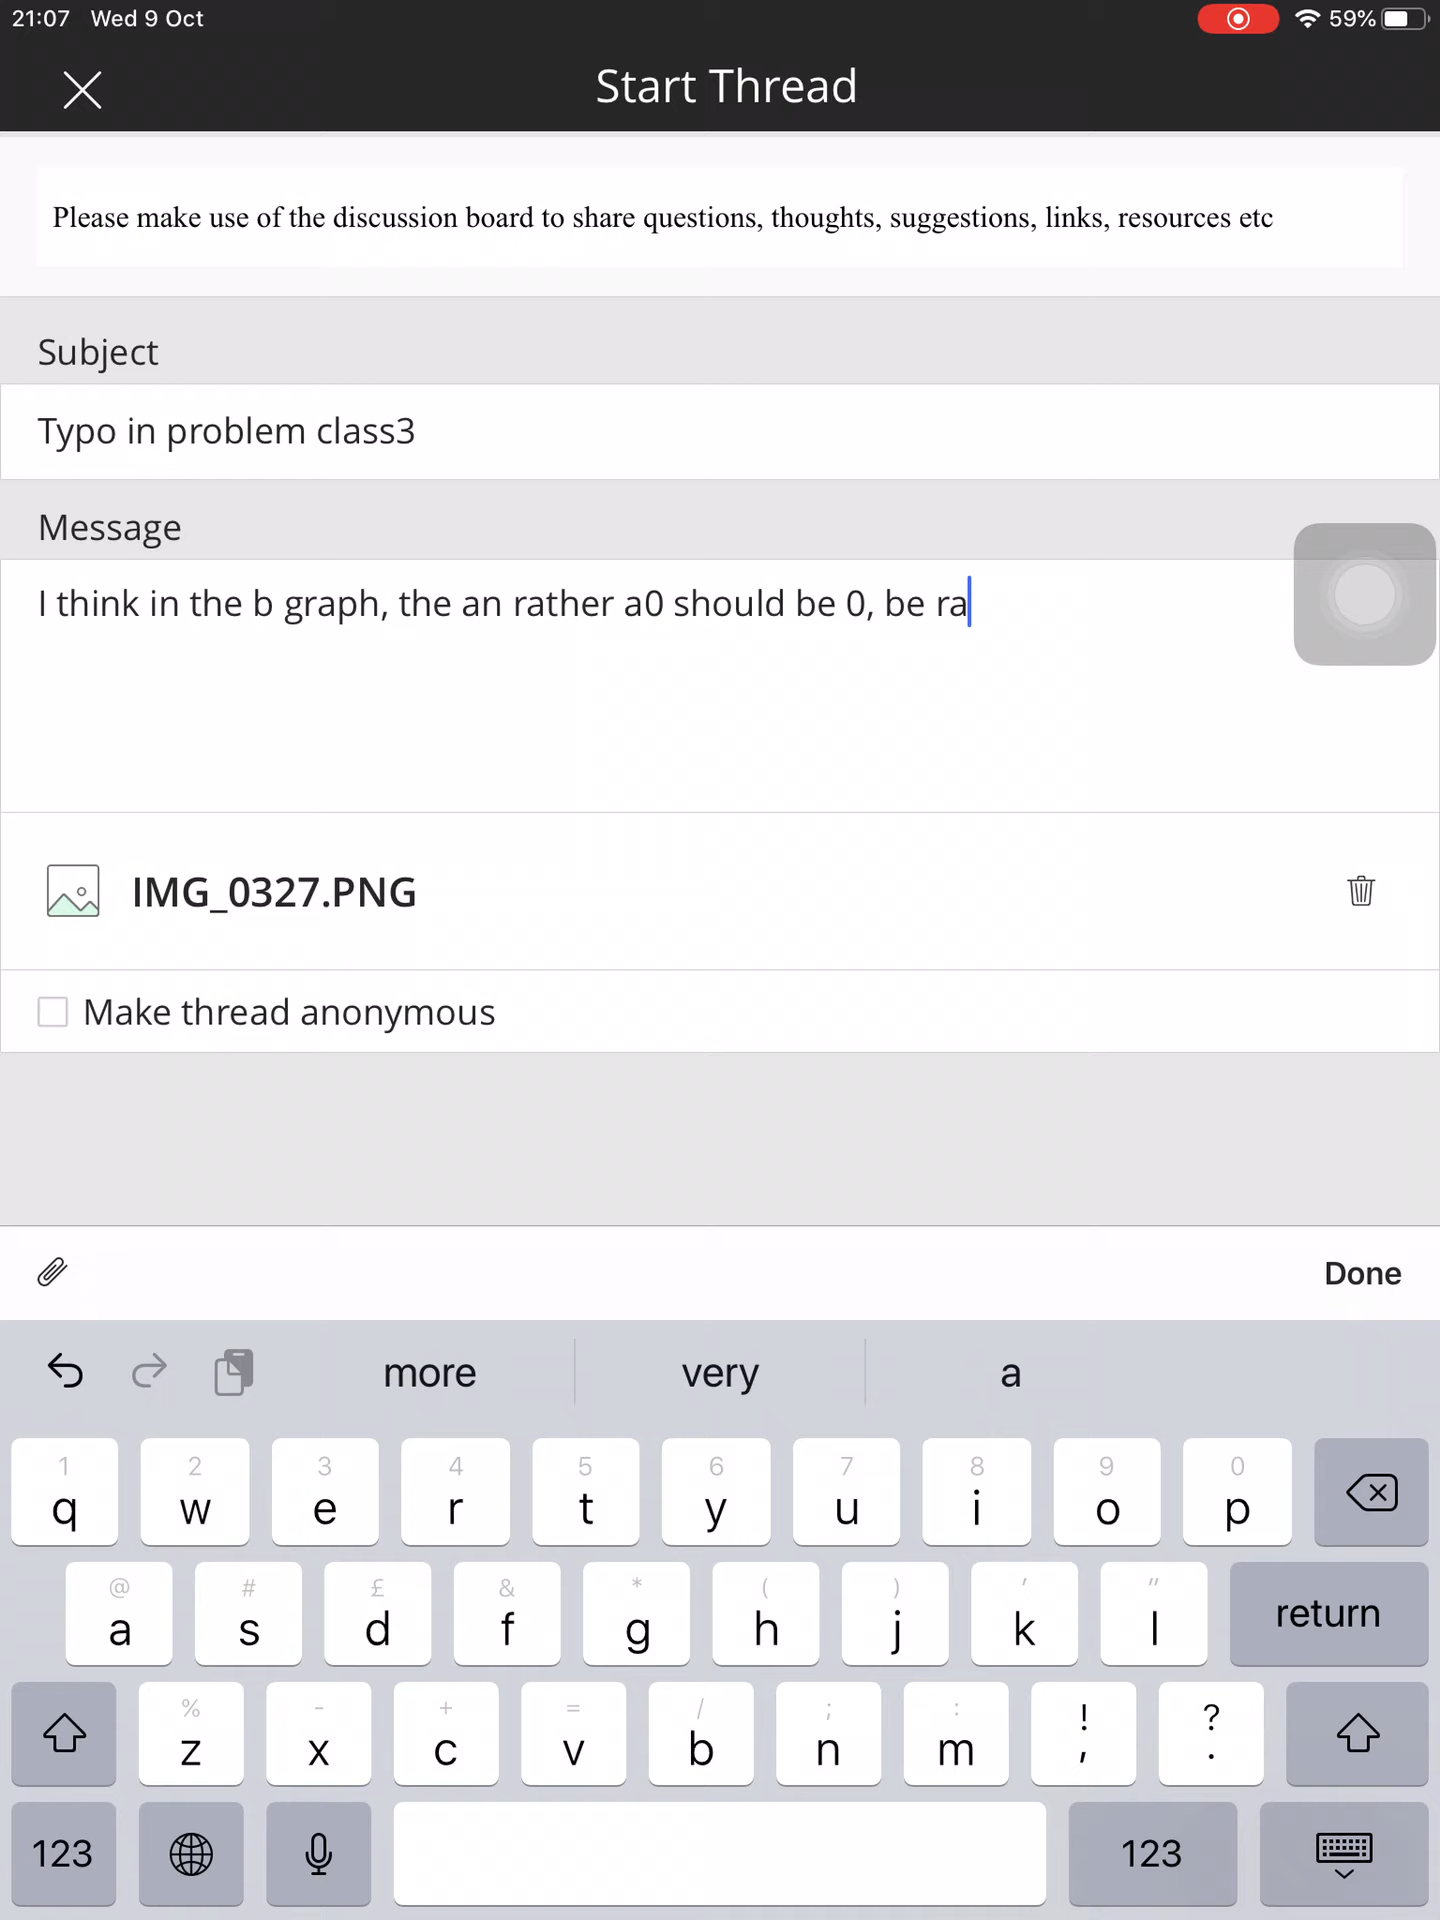 21:07 Wed 9 Oct 59%
Start Thread
Please make use of the discussion board to share questions, thoughts, suggestions, links, resources etc
Subject
Typo in problem class3
Message
I think in the b graph, the an rather a0 should be 0, be ra
IMG_0327.PNG
Make thread anonymous
Done
more very a
1 2 3 4 5 6 7 8 9 0
q w e r t y u i o p
@ # £ & * ( ) ' "
a s d f g h j k l return
% - + = / ; : ! ?
z x c v b n m , .
123 123